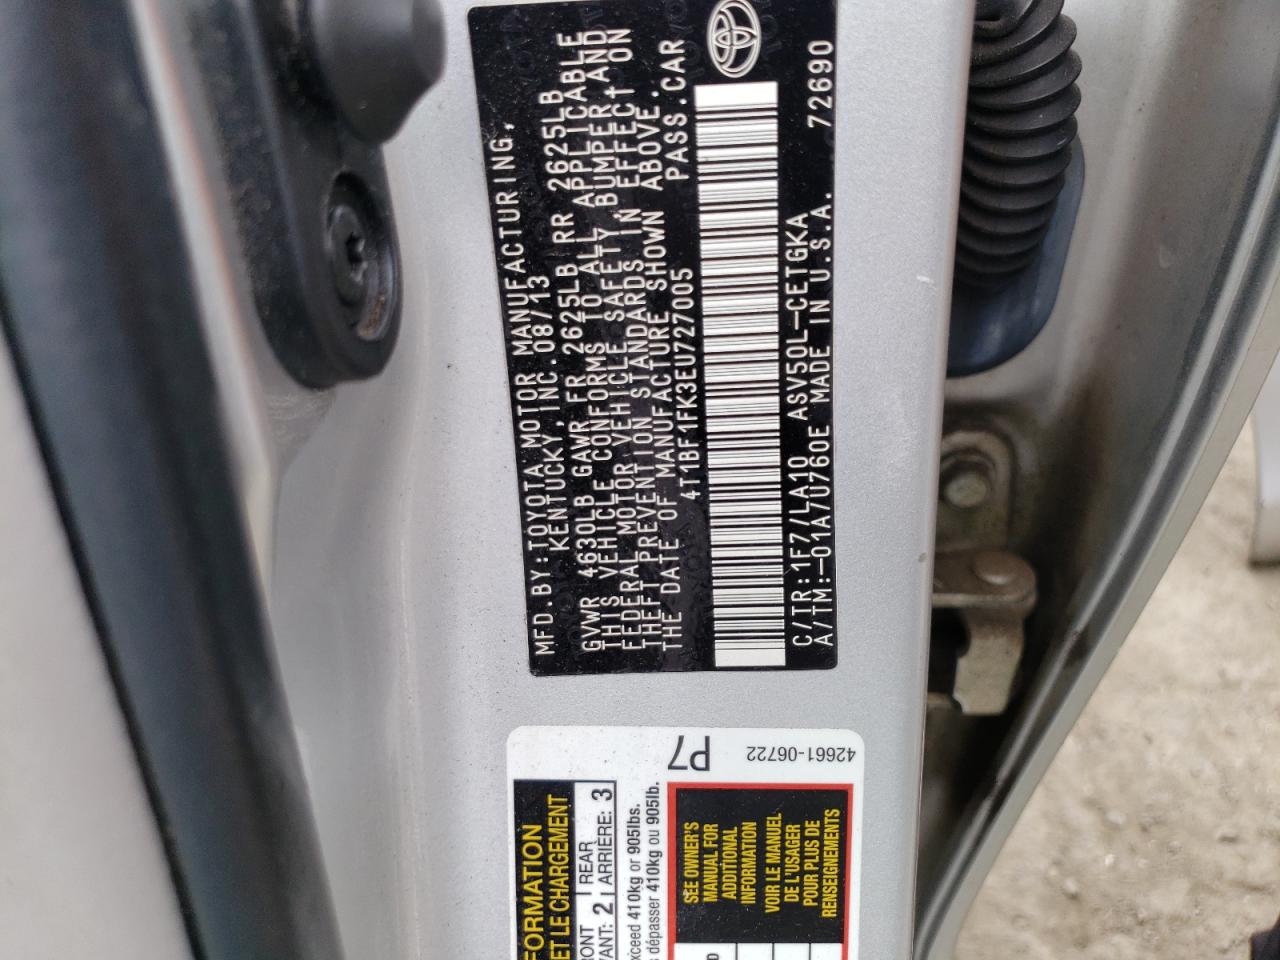 MFD.BY:TOYOTA MOTOR MANUFACTURING,
KENTUCKY,INC.08/13
GVWR 4630LB GAWR FR 2625LB RR 2625LB
THIS VEHICLE CONFORMS TO ALL APPLICABLE
FEDERAL MOTOR VEHICLE SAFETY, BUMPER, AND
THEFT PREVENTION STANDARDS IN EFFECT ON
THE DATE OF MANUFACTURE SHOWN ABOVE.
4T1BF1FK3EU727005 PASS.CAR
C/TR:1F7/LA10 ASV50L-CETGKA 72690
A/TM:-01A/U760E MADE IN U.S.A.
P7
42661-06722
FORMATION
ET LE CHARGEMENT
RONT REAR
VANT: 2 ARRIÈRE: 3
xceed 410kg or 905lbs.
s dépasser 410kg ou 905lb.
SEE OWNER'S
MANUAL FOR
ADDITIONAL
INFORMATION
VOIR LE MANUEL
DE L'USAGER
POUR PLUS DE
RENSEIGNEMENTS